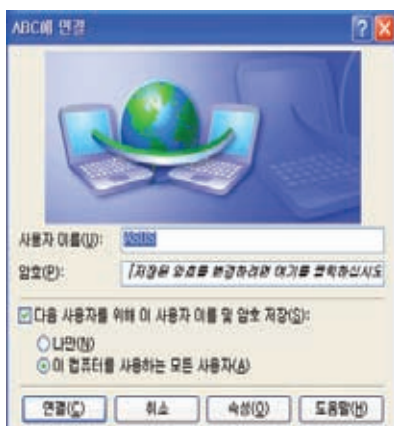 ABC에 연결
사용자 이름(U): ASUS
암호(P): [저장된 암호를 변경하려면 여기를 클릭하십시오
다음 사용자를 위해 이 사용자 이름 및 암호 저장(S):
나만(N)
이 컴퓨터를 사용하는 모든 사용자(A)
연결(C) 취소 속성(O) 도움말(H)